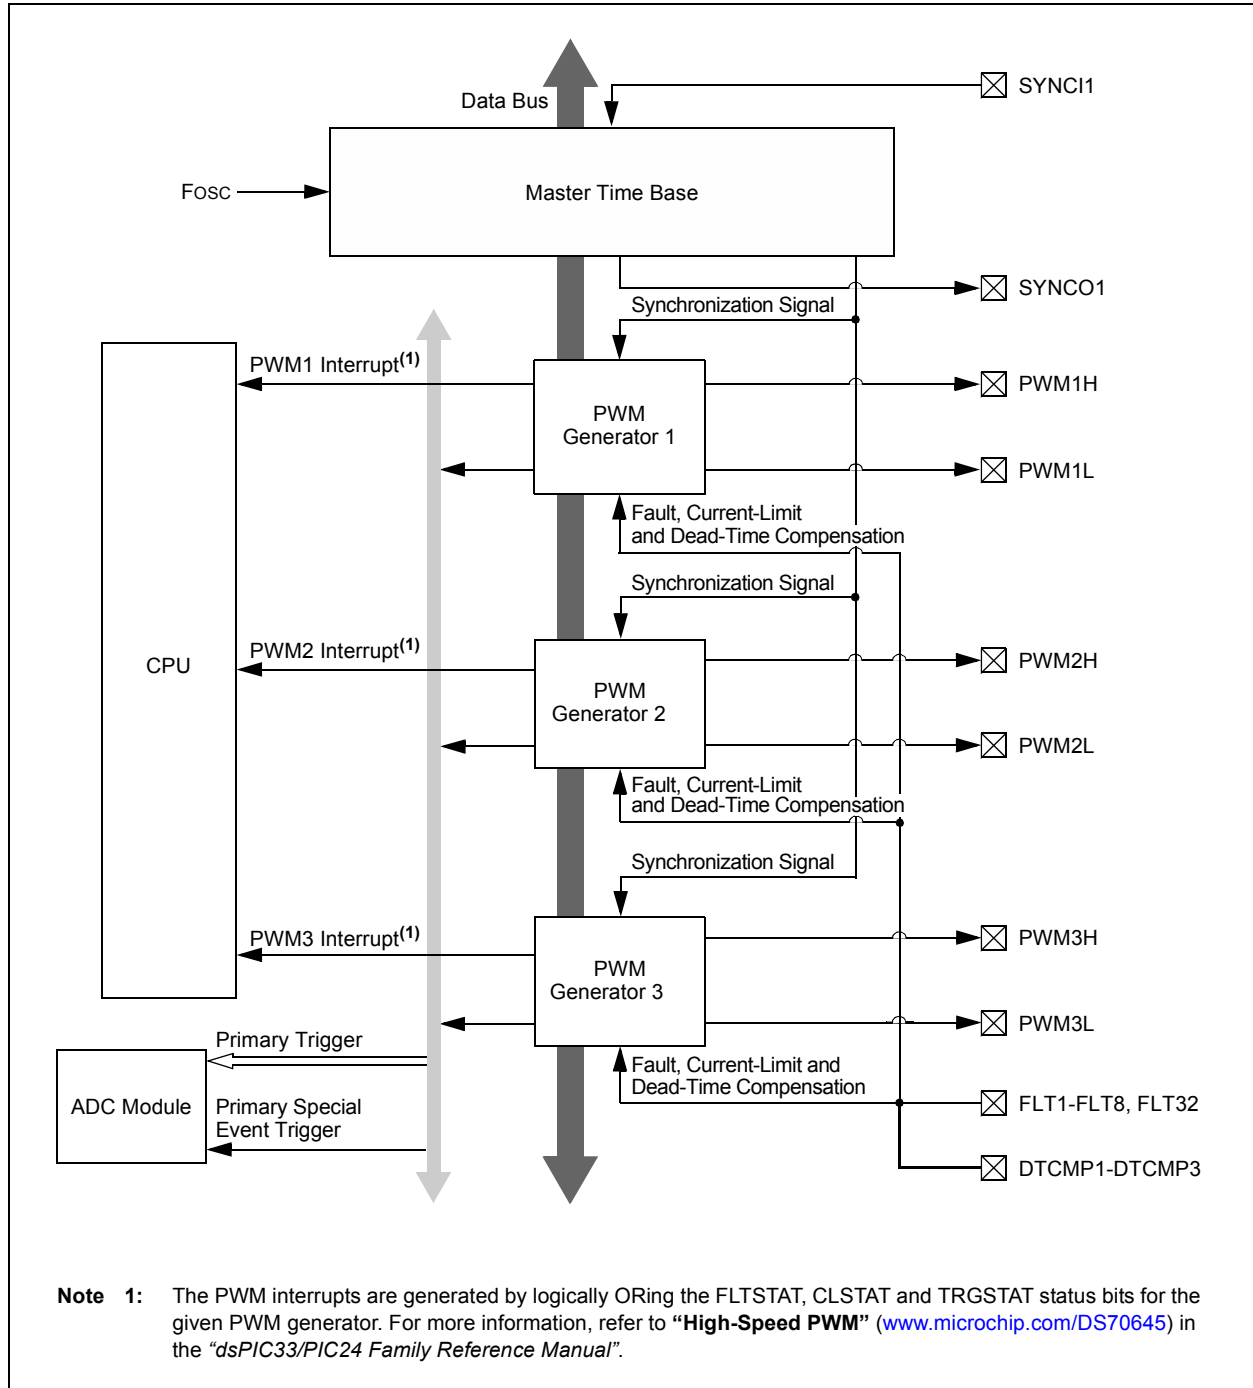 SYNCI1
Data Bus
FOSC
Master Time Base
SYNCO1
Synchronization Signal
PWM1 Interrupt(1)
PWM
Generator 1
PWM1H
PWM1L
Fault, Current-Limit
and Dead-Time Compensation
Synchronization Signal
CPU
PWM2 Interrupt(1)
PWM
Generator 2
PWM2H
PWM2L
Fault, Current-Limit
and Dead-Time Compensation
Synchronization Signal
PWM3 Interrupt(1)
PWM
Generator 3
PWM3H
PWM3L
Primary Trigger
Fault, Current-Limit and
Dead-Time Compensation
ADC Module
Primary Special
Event Trigger
FLT1-FLT8, FLT32
DTCMP1-DTCMP3
Note 1: The PWM interrupts are generated by logically ORing the FLTSTAT, CLSTAT and TRGSTAT status bits for the
given PWM generator. For more information, refer to “High-Speed PWM” (www.microchip.com/DS70645) in
the “dsPIC33/PIC24 Family Reference Manual”.